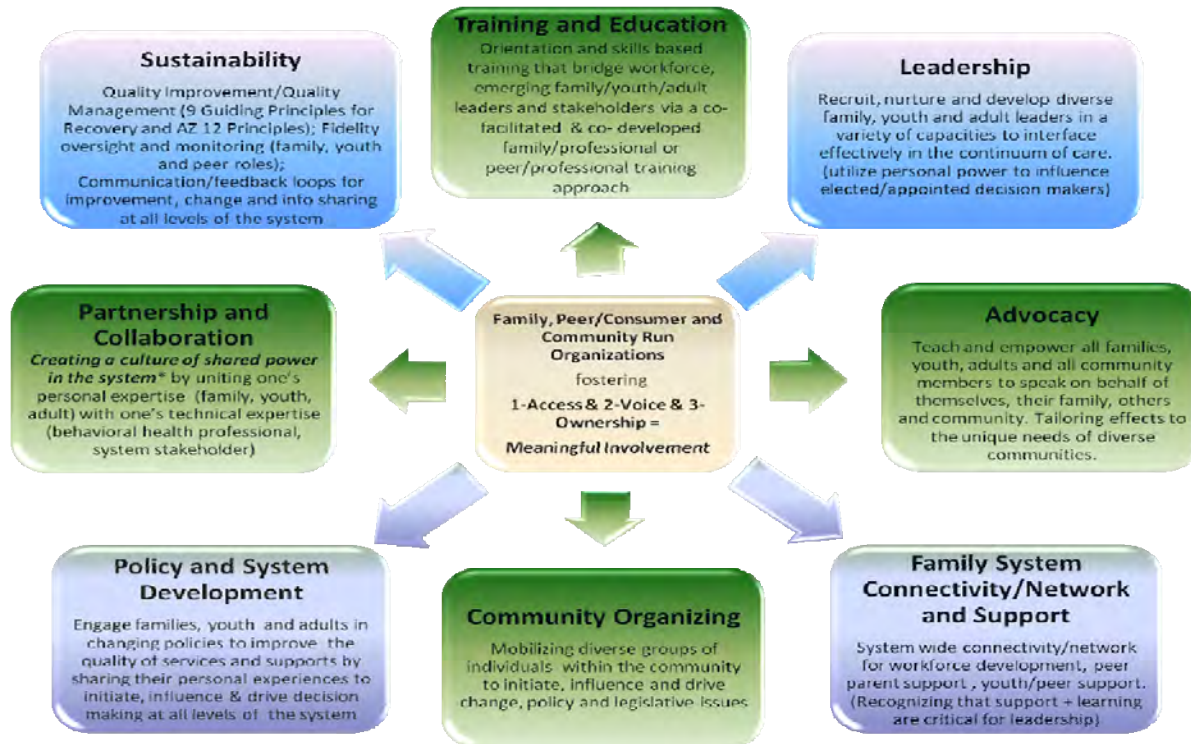 Training and Education
Orientation and skills based
training that bridge workforce,
emerging family/youth/adult
leaders and stakeholders via a co-
facilitated & co- developed
family/professional or
peer/professional training
approach
Sustainability
Quality Improvement/Quality
Management (9 Guiding Principles for
Recovery and AZ 12 Principles); Fidelity
oversight and monitoring (family, youth
and peer roles);
Communication/feedback loops for
improvement, change and info sharing
at all levels of the system
Leadership
Recruit, nurture and develop diverse
family, youth and adult leaders in a
variety of capacities to interface
effectively in the continuum of care.
(utilize personal power to influence
elected/appointed decision makers)
Partnership and
Collaboration
Creating a culture of shared power
in the system* by uniting one's
personal expertise (family, youth,
adult) with one's technical expertise
(behavioral health professional,
system stakeholder)
Family, Peer/Consumer and
Community Run
Organizations
fostering
1-Access & 2-Voice & 3-
Ownership =
Meaningful Involvement
Advocacy
Teach and empower all families,
youth, adults and all community
members to speak on behalf of
themselves, their family, others
and community. Tailoring effects to
the unique needs of diverse
communities.
Policy and System
Development
Engage families, youth and adults in
changing policies to improve the
quality of services and supports by
sharing their personal experiences to
initiate, influence & drive decision
making at all levels of the system
Community Organizing
Mobilizing diverse groups of
individuals within the community
to initiate, influence and drive
change, policy and legislative issues
Family System
Connectivity/Network
and Support
System wide connectivity/network
for workforce development, peer
parent support , youth/peer support.
(Recognizing that support + learning
are critical for leadership)